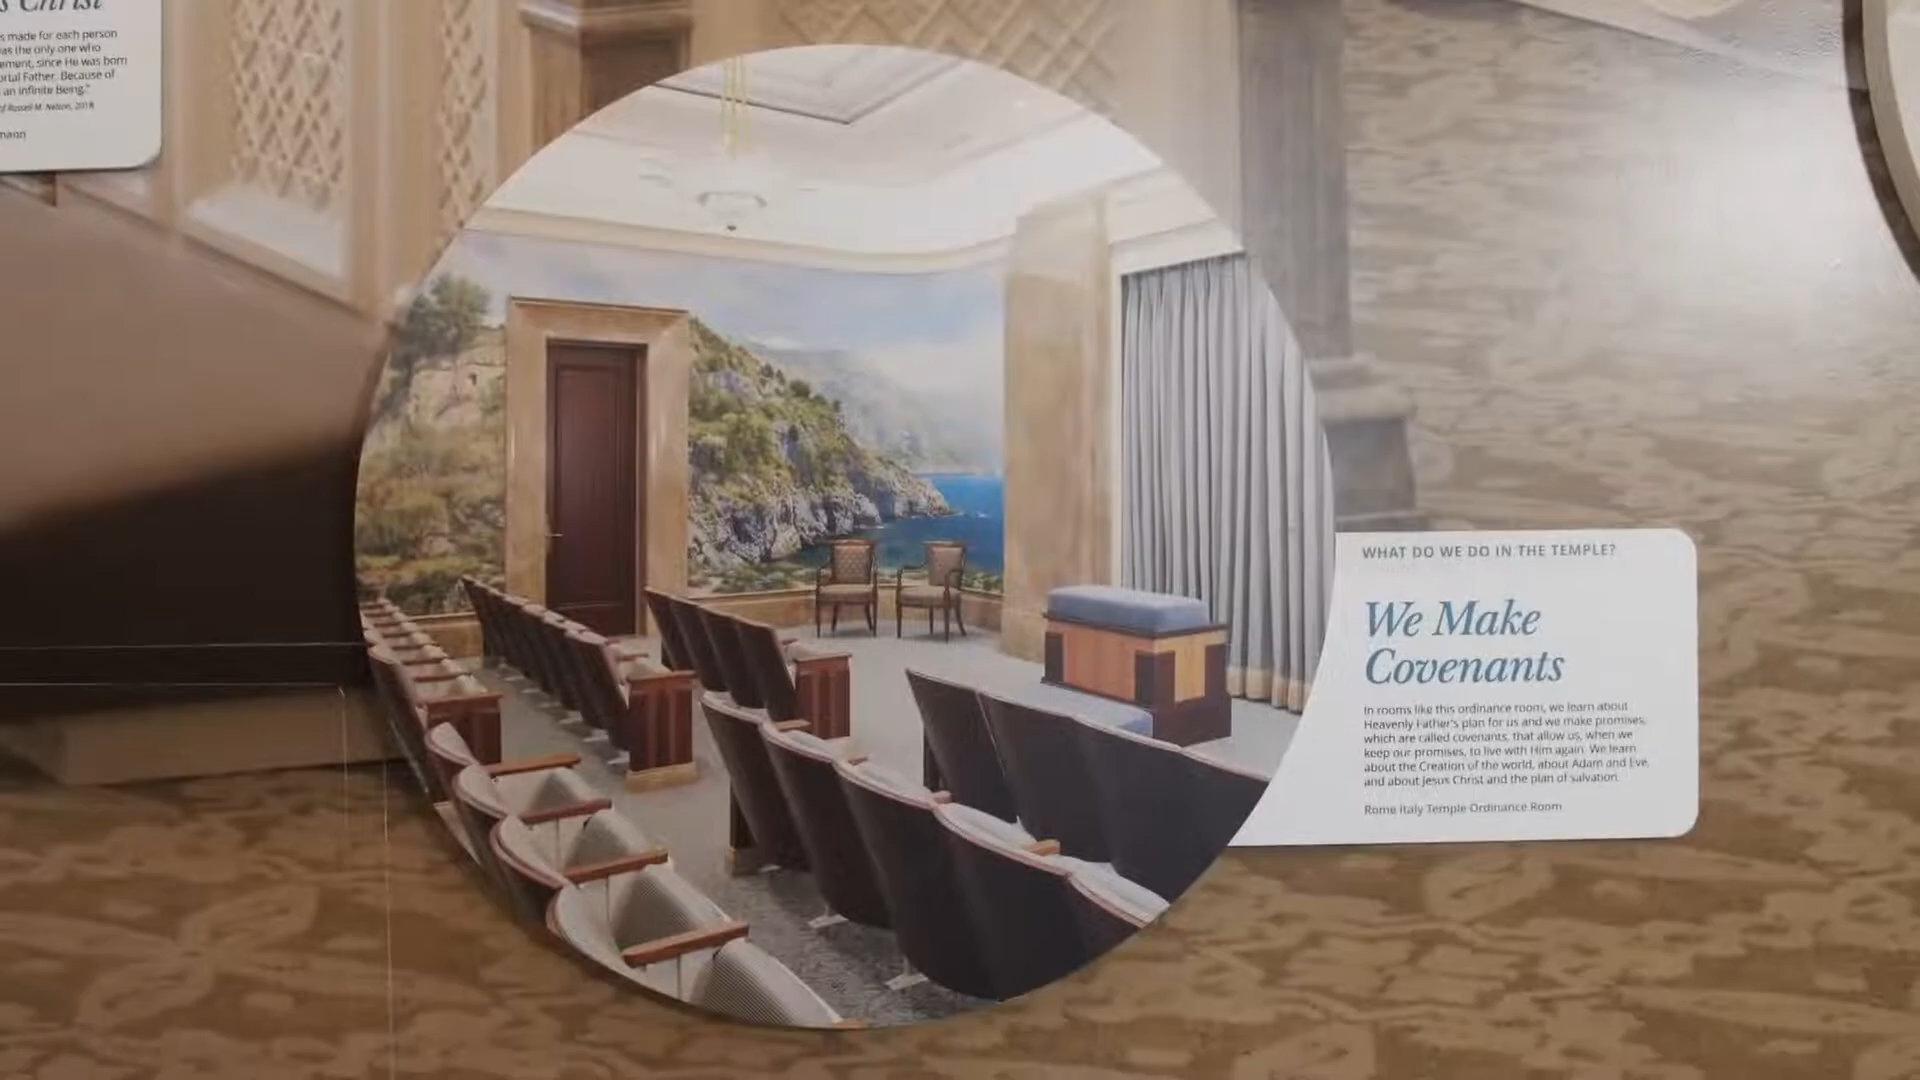 s Christ
s made for each person
as the only one who
ement, since He was born
ortal Father. Because of
an infinite Being."
of Russell M. Nelson, 2018
mann
WHAT DO WE DO IN THE TEMPLE?
We Make
Covenants
In rooms like this ordinance room, we learn about
Heavenly Father's plan for us and we make promises,
which are called covenants, that allow us, when we
keep our promises, to live with Him again. We learn
about the Creation of the world, about Adam and Eve,
and about Jesus Christ and the plan of salvation.
Rome Italy Temple Ordinance Room